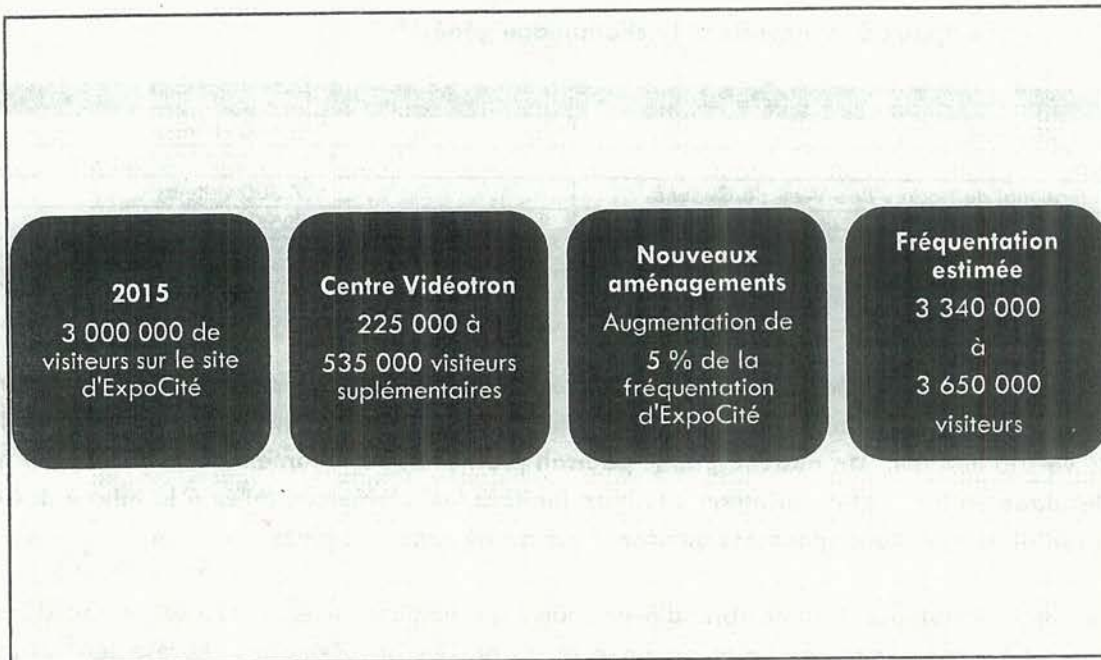 2015
3 000 000 de
visiteurs sur le site
d'ExpoCité
Centre Vidéotron
225 000 à
535 000 visiteurs
suplémentaires
Nouveaux
aménagements
Augmentation de
5 % de la
fréquentation
d'ExpoCité
Fréquentation
estimée
3 340 000
à
3 650 000
visiteurs